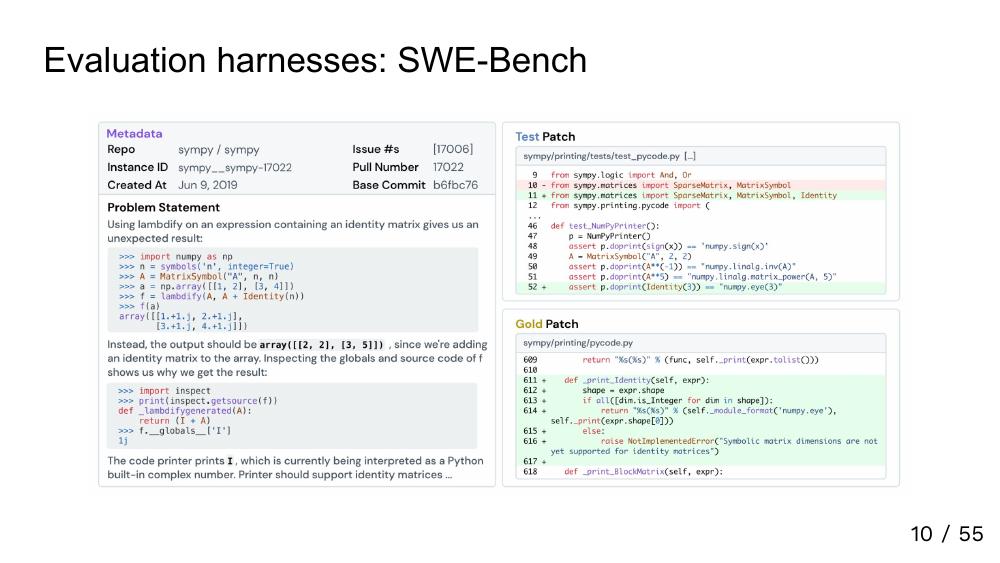 Evaluation harnesses: SWE-Bench
Metadata
Repo sympy / sympy Issue #s [17006]
Instance ID sympy__sympy-17022 Pull Number 17022
Created At Jun 9, 2019 Base Commit b6fbc76
Problem Statement
Using lambdify on an expression containing an identity matrix gives us an
unexpected result:
>>> import numpy as np
>>> n = symbols('n', integer=True)
>>> A = MatrixSymbol("A", n, n)
>>> a = np.array([[1, 2], [3, 4]])
>>> f = lambdify(A, A + Identity(n))
>>> f(a)
array([[1.+1.j, 2.+1.j],
[3.+1.j, 4.+1.j]])
Instead, the output should be array([[2, 2], [3, 5]]) , since we're adding
an identity matrix to the array. Inspecting the globals and source code of f
shows us why we get the result:
>>> import inspect
>>> print(inspect.getsource(f))
def _lambdifygenerated(A):
return (I + A)
>>> f.__globals__['I']
1j
The code printer prints I , which is currently being interpreted as a Python
built-in complex number. Printer should support identity matrices ...
Test Patch
sympy/printing/tests/test_pycode.py [...]
9 from sympy.logic import And, Or
10 - from sympy.matrices import SparseMatrix, MatrixSymbol
11 + from sympy.matrices import SparseMatrix, MatrixSymbol, Identity
12 from sympy.printing.pycode import (
...
46 def test_NumPyPrinter():
47 p = NumPyPrinter()
48 assert p.doprint(sign(x)) == 'numpy.sign(x)'
49 A = MatrixSymbol("A", 2, 2)
50 assert p.doprint(A**(-1)) == "numpy.linalg.inv(A)"
51 assert p.doprint(A**5) == "numpy.linalg.matrix_power(A, 5)"
52 + assert p.doprint(Identity(3)) == "numpy.eye(3)"
Gold Patch
sympy/printing/pycode.py
609 return "%s(%s)" % (func, self._print(expr.tolist()))
610
611 + def _print_Identity(self, expr):
612 + shape = expr.shape
613 + if all([dim.is_Integer for dim in shape]):
614 + return "%s(%s)" % (self._module_format('numpy.eye'),
self._print(expr.shape[0]))
615 + else:
616 + raise NotImplementedError("Symbolic matrix dimensions are not
yet supported for identity matrices")
617 +
618 def _print_BlockMatrix(self, expr):
10 / 55